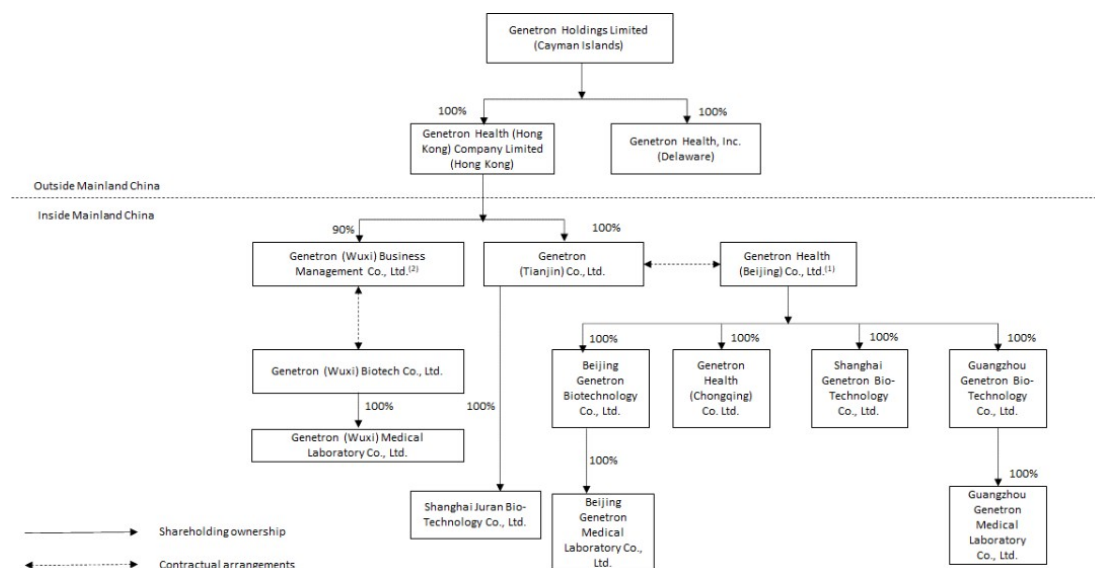 Genetron Holdings Limited
(Cayman Islands)
100%
100%
Genetron Health (Hong
Kong) Company Limited
(Hong Kong)
Genetron Health, Inc.
(Delaware)
Outside Mainland China
Inside Mainland China
90%
100%
Genetron (Wuxi) Business
Management Co., Ltd.(2)
Genetron
(Tianjin) Co., Ltd.
Genetron Health
(Beijing) Co., Ltd.(1)
100%
100%
100%
100%
Genetron (Wuxi) Biotech Co., Ltd.
Beijing
Genetron
Biotechnology
Co., Ltd.
Genetron
Health
(Chongqing)
Co. Ltd.
Shanghai
Genetron Bio-
Technology
Co., Ltd.
Guangzhou
Genetron Bio-
Technology
Co., Ltd.
100%
100%
Genetron (Wuxi) Medical
Laboratory Co., Ltd.
100%
100%
Shanghai Juran Bio-
Technology Co., Ltd.
Beijing
Genetron
Medical
Laboratory Co.,
Ltd.
Guangzhou
Genetron
Medical
Laboratory
Co., Ltd.
Shareholding ownership
Contractual arrangements